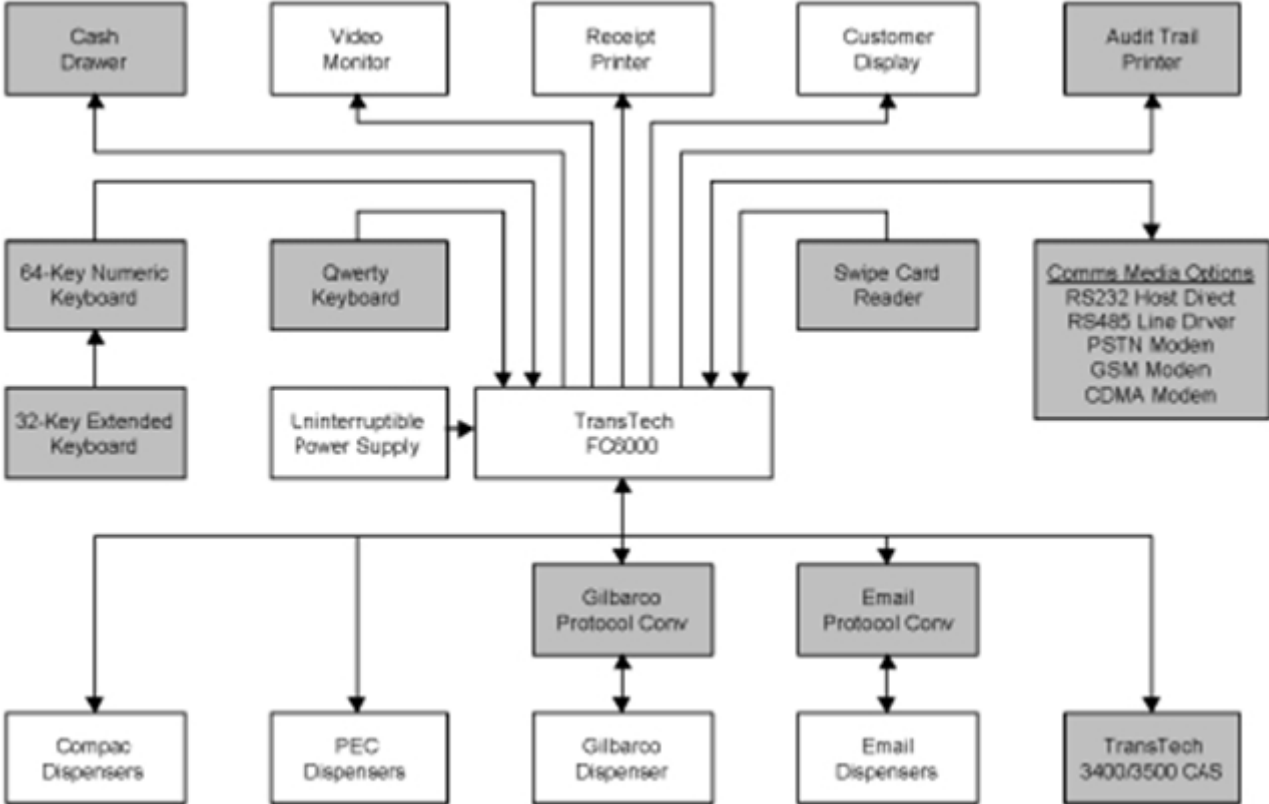 Cash
Drawer
Video
Monitor
Receipt
Printer
Customer
Display
Audit Trail
Printer
64-Key Numeric
Keyboard
Qwerty
Keyboard
Swipe Card
Reader
Comms Media Options
RS232 Host Direct
RS485 Line Drver
PSTN Modem
GSM Modem
CDMA Modem
32-Key Extended
Keyboard
Uninterruptible
Power Supply
TransTech
FC6000
Gilbarco
Protocol Conv
Email
Protocol Conv
Compac
Dispensers
PEC
Dispensers
Gilbarco
Dispenser
Email
Dispensers
TransTech
3400/3500 CAS